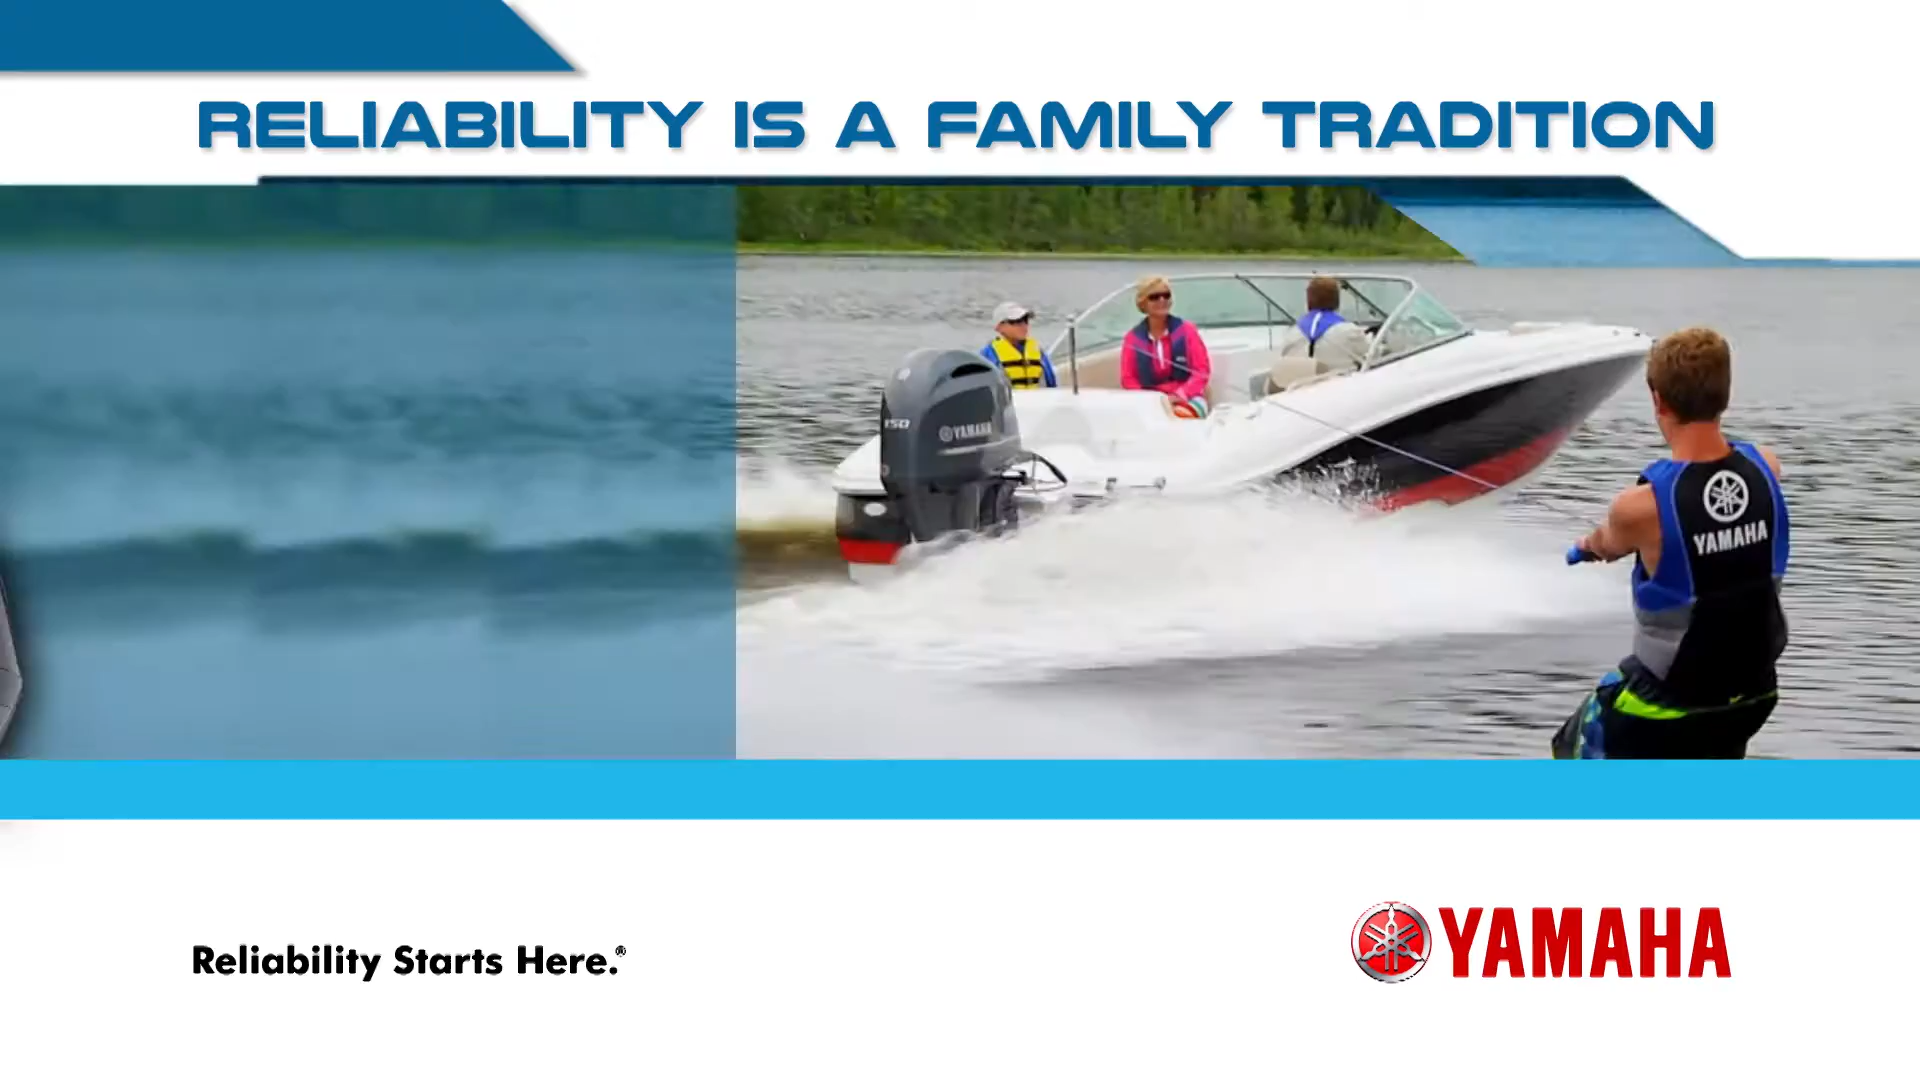 RELIABILITY IS A FAMILY TRADITION
150
YAMAHA
YAMAHA
Reliability Starts Here.®
YAMAHA